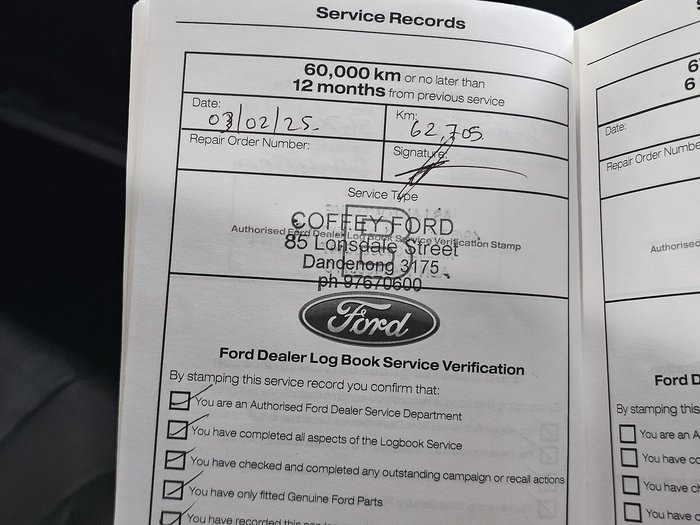 Service Records
60,000 km or no later than
12 months from previous service
Date:
03/02/25
Km:
62,705
Repair Order Number:
Signature:
Service Type
B
COFFEY FORD
Authorised Ford Dealer Log Book Service Verification Stamp
85 Lonsdale Street
Dandenong 3175
ph 97670600
Ford
Ford Dealer Log Book Service Verification
By stamping this service record you confirm that:
You are an Authorised Ford Dealer Service Department
You have completed all aspects of the Logbook Service
You have checked and completed any outstanding campaign or recall actions
You have only fitted Genuine Ford Parts
You have recorded this
6
6
Date:
Repair Order
Authorised
Ford D
By stamping this
You are an A
You have
You have
You have